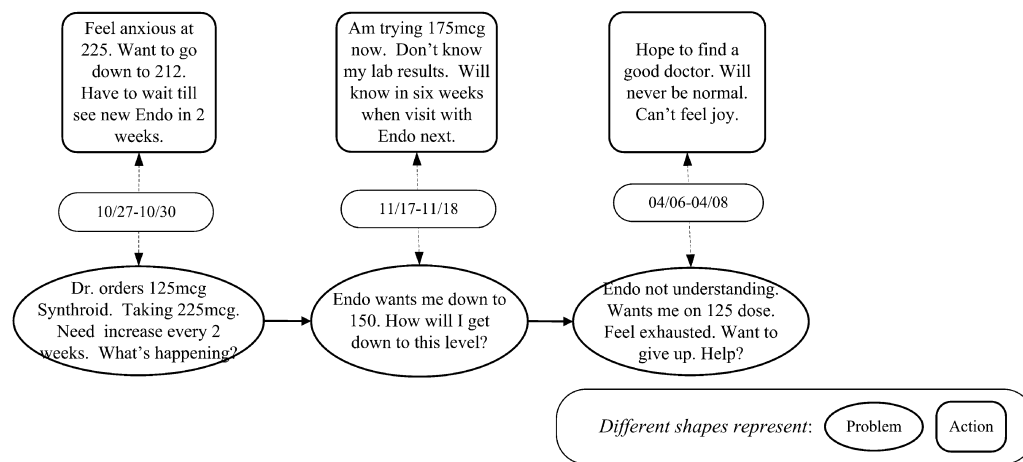 Feel anxious at
225. Want to go
down to 212.
Have to wait till
see new Endo in 2
weeks.
Am trying 175mcg
now. Don't know
my lab results. Will
know in six weeks
when visit with
Endo next.
Hope to find a
good doctor. Will
never be normal.
Can't feel joy.
10/27-10/30
11/17-11/18
04/06-04/08
Dr. orders 125mcg
Synthroid. Taking 225mcg.
Need increase every 2
weeks. What's happening?
Endo wants me down to
150. How will I get
down to this level?
Endo not understanding.
Wants me on 125 dose.
Feel exhausted. Want to
give up. Help?
Different shapes represent:
Problem
Action